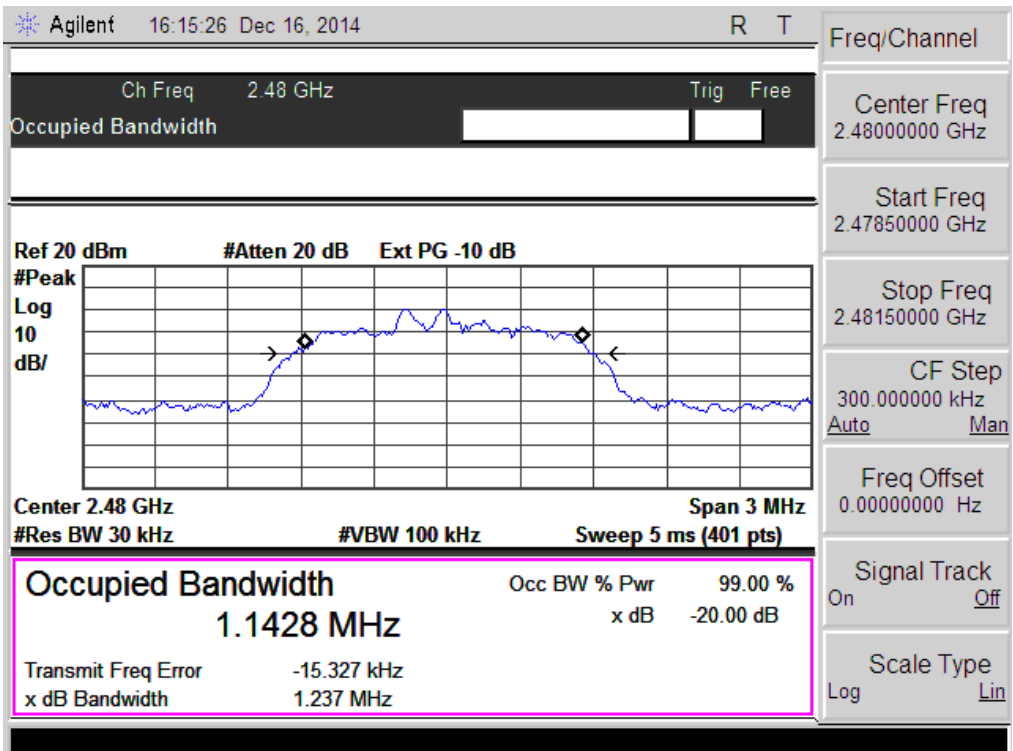 Agilent 16:15:26 Dec 16, 2014 R T
Freq/Channel
Ch Freq 2.48 GHz Trig Free
Occupied Bandwidth
Center Freq
2.48000000 GHz
Start Freq
2.47850000 GHz
Stop Freq
2.48150000 GHz
CF Step
300.000000 kHz
Auto Man
Freq Offset
0.00000000 Hz
Signal Track
On Off
Scale Type
Log Lin
Ref 20 dBm #Atten 20 dB Ext PG -10 dB
#Peak
Log
10
dB/
Center 2.48 GHz Span 3 MHz
#Res BW 30 kHz #VBW 100 kHz Sweep 5 ms (401 pts)
Occupied Bandwidth Occ BW % Pwr 99.00 %
1.1428 MHz x dB -20.00 dB
Transmit Freq Error -15.327 kHz
x dB Bandwidth 1.237 MHz